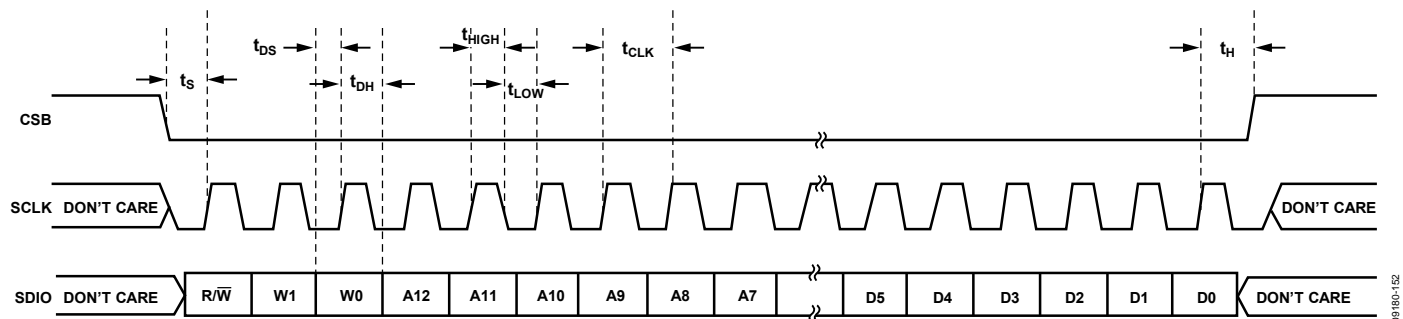 tDS
tHIGH
tCLK
tH
tS
tDH
tLOW
CSB
SCLK DON'T CARE
DON'T CARE
SDIO DON'T CARE R/W̅ W1 W0 A12 A11 A10 A9 A8 A7 D5 D4 D3 D2 D1 D0 DON'T CARE
09180-152